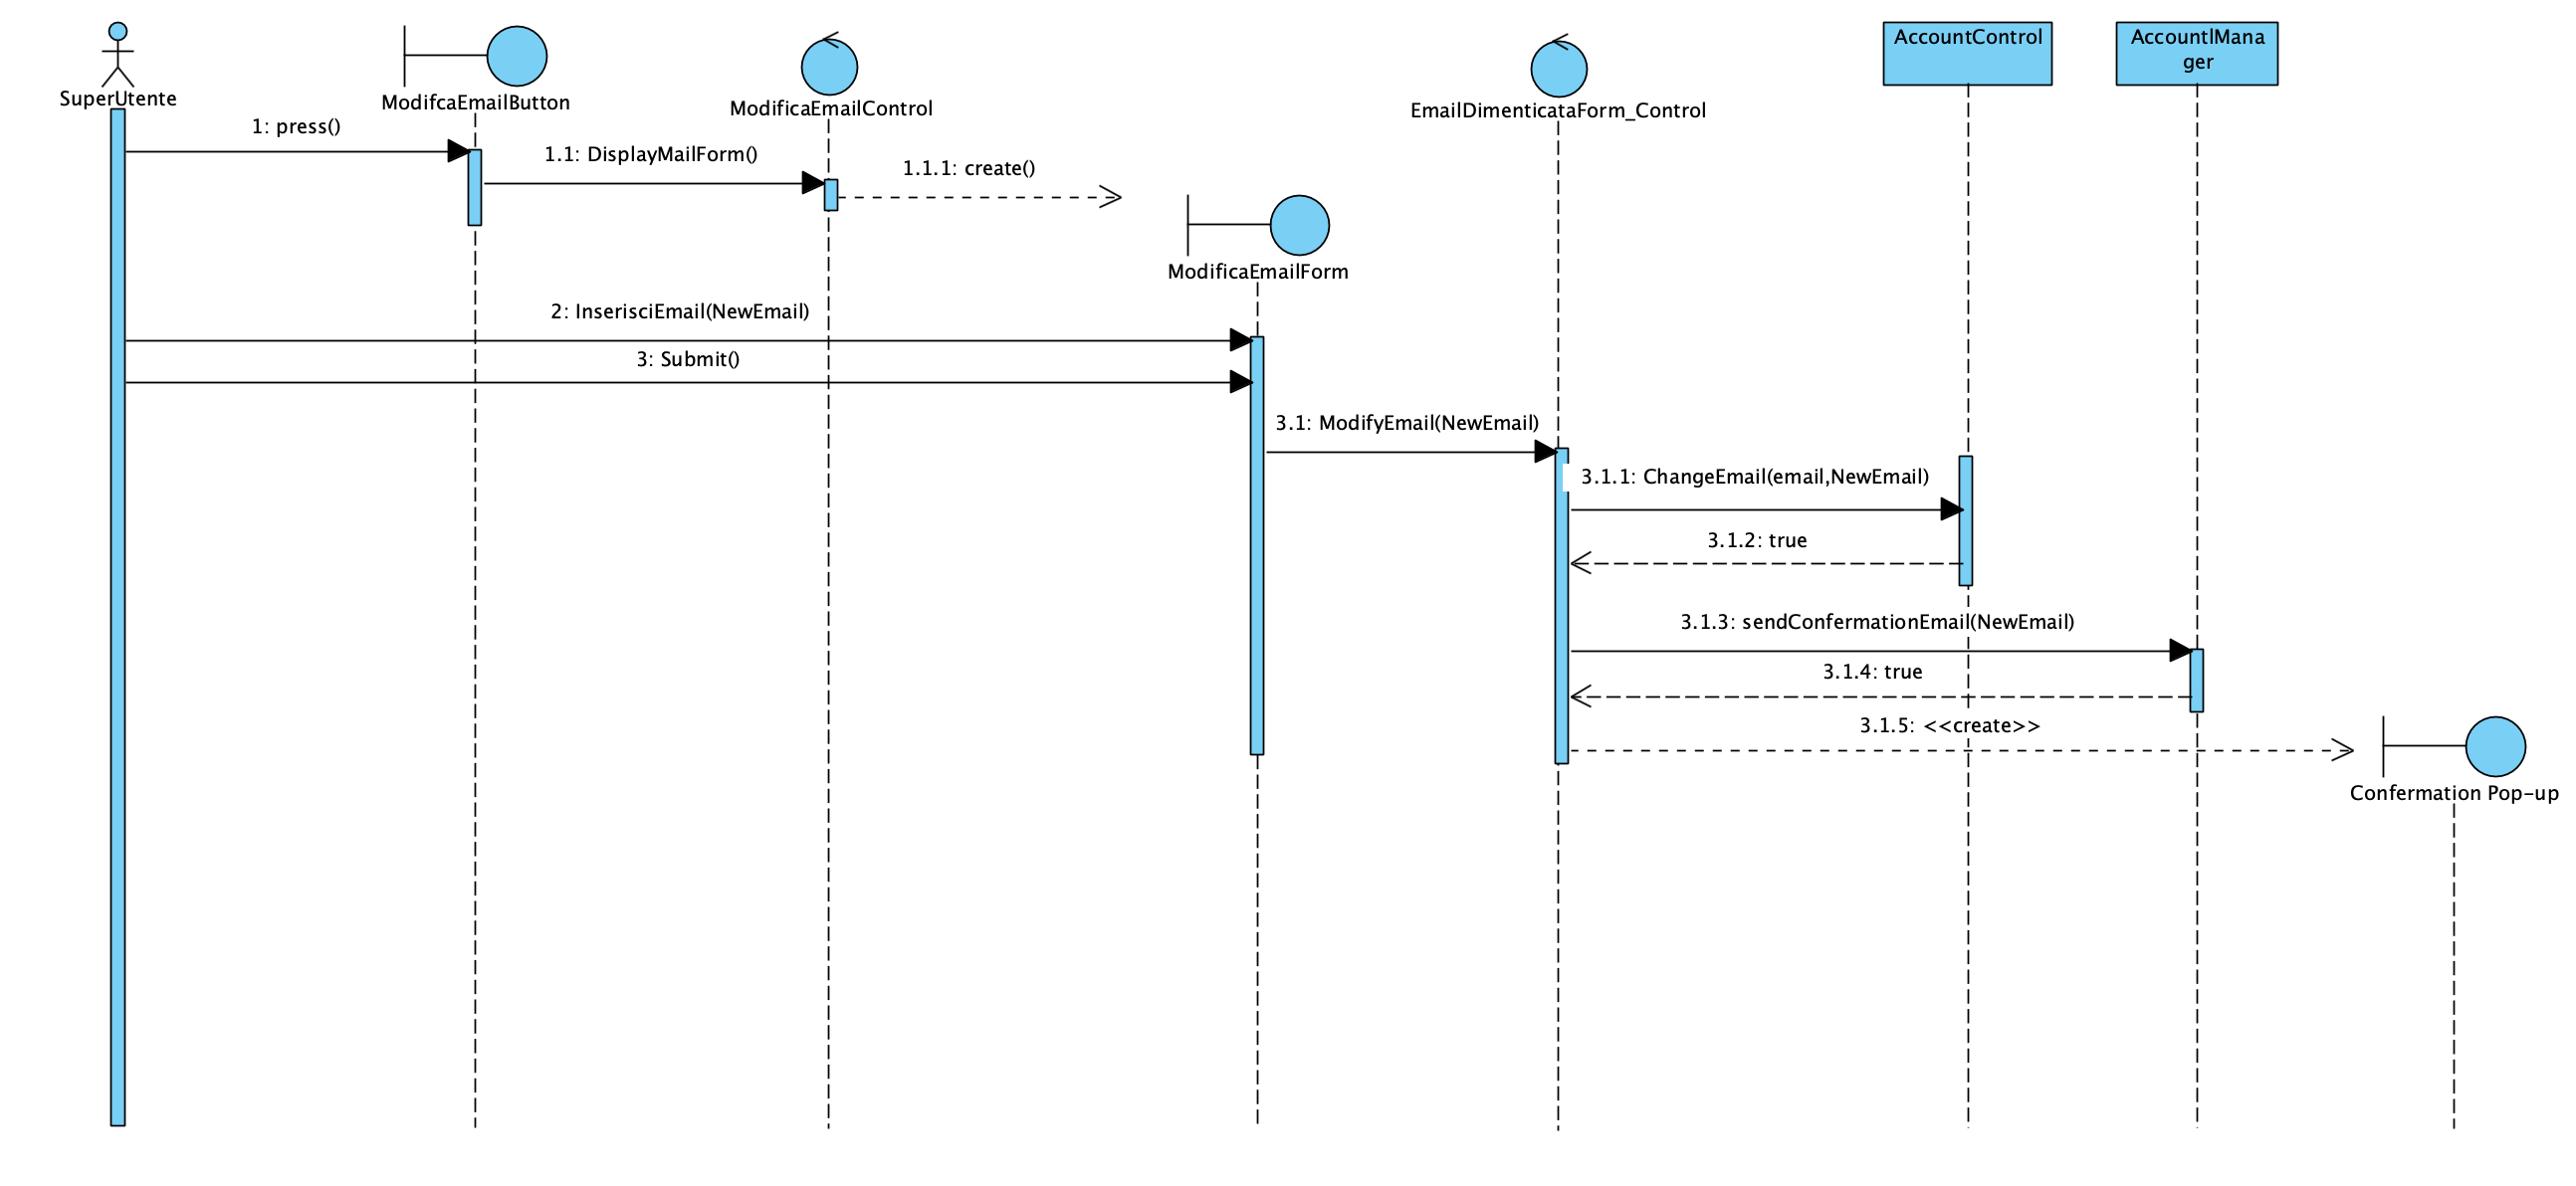 SuperUtente
ModifcaEmailButton
ModificaEmailControl
EmailDimenticataForm_Control
AccountControl
AccountlMana
ger
1: press()
1.1: DisplayMailForm()
1.1.1: create()
ModificaEmailForm
2: InserisciEmail(NewEmail)
3: Submit()
3.1: ModifyEmail(NewEmail)
3.1.1: ChangeEmail(email,NewEmail)
3.1.2: true
3.1.3: sendConfermationEmail(NewEmail)
3.1.4: true
3.1.5: <<create>>
Confermation Pop-up